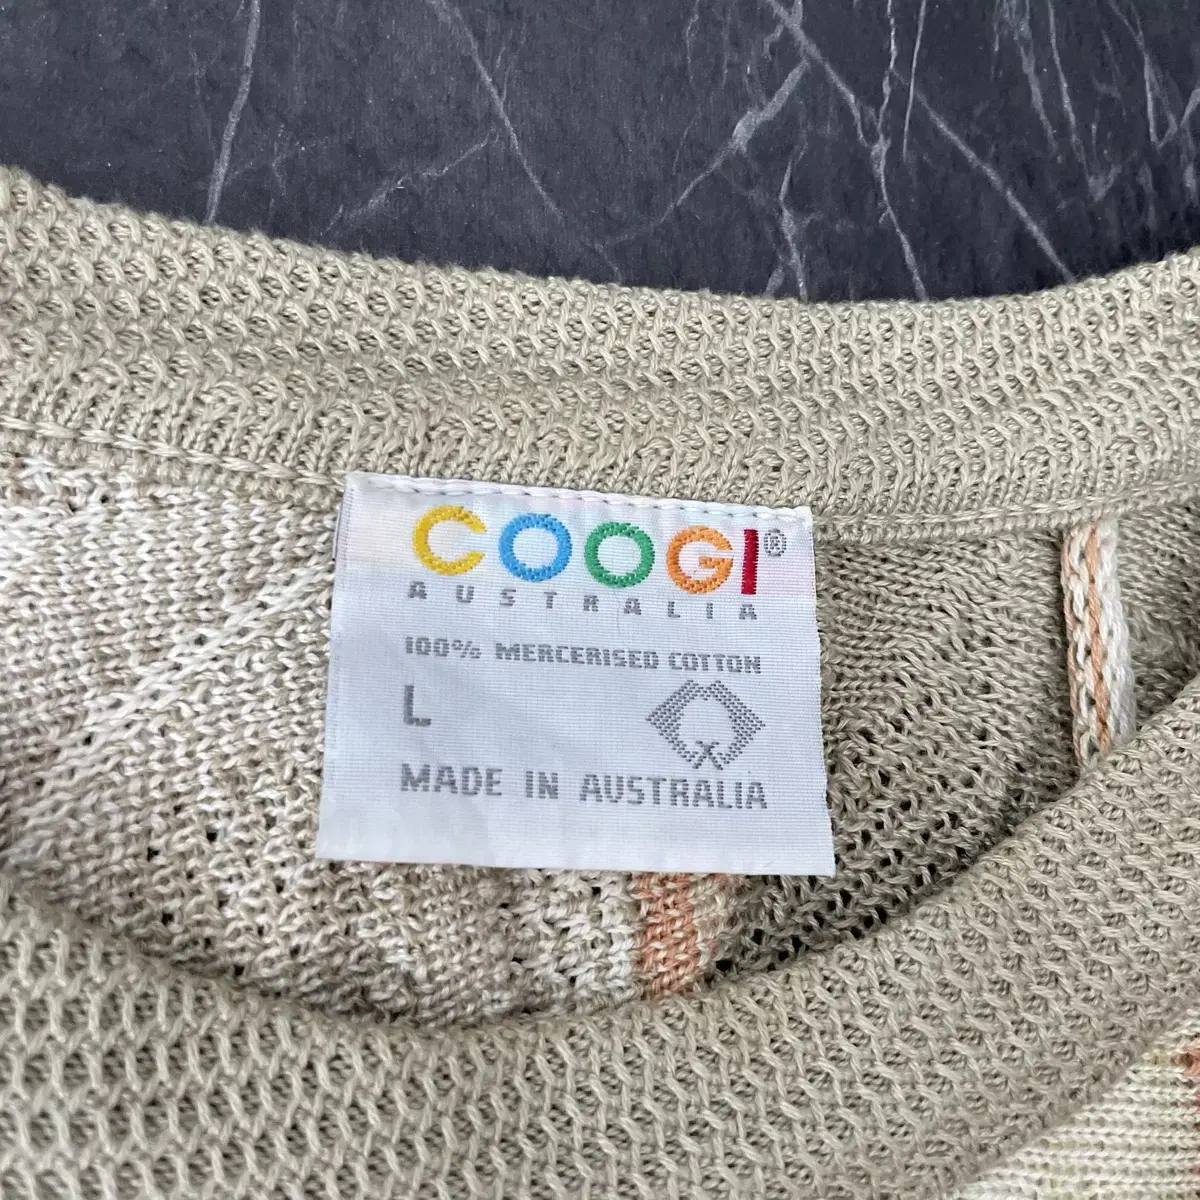 COOGI®
AUSTRALIA
100% MERCERISED COTTON
L
MADE IN AUSTRALIA